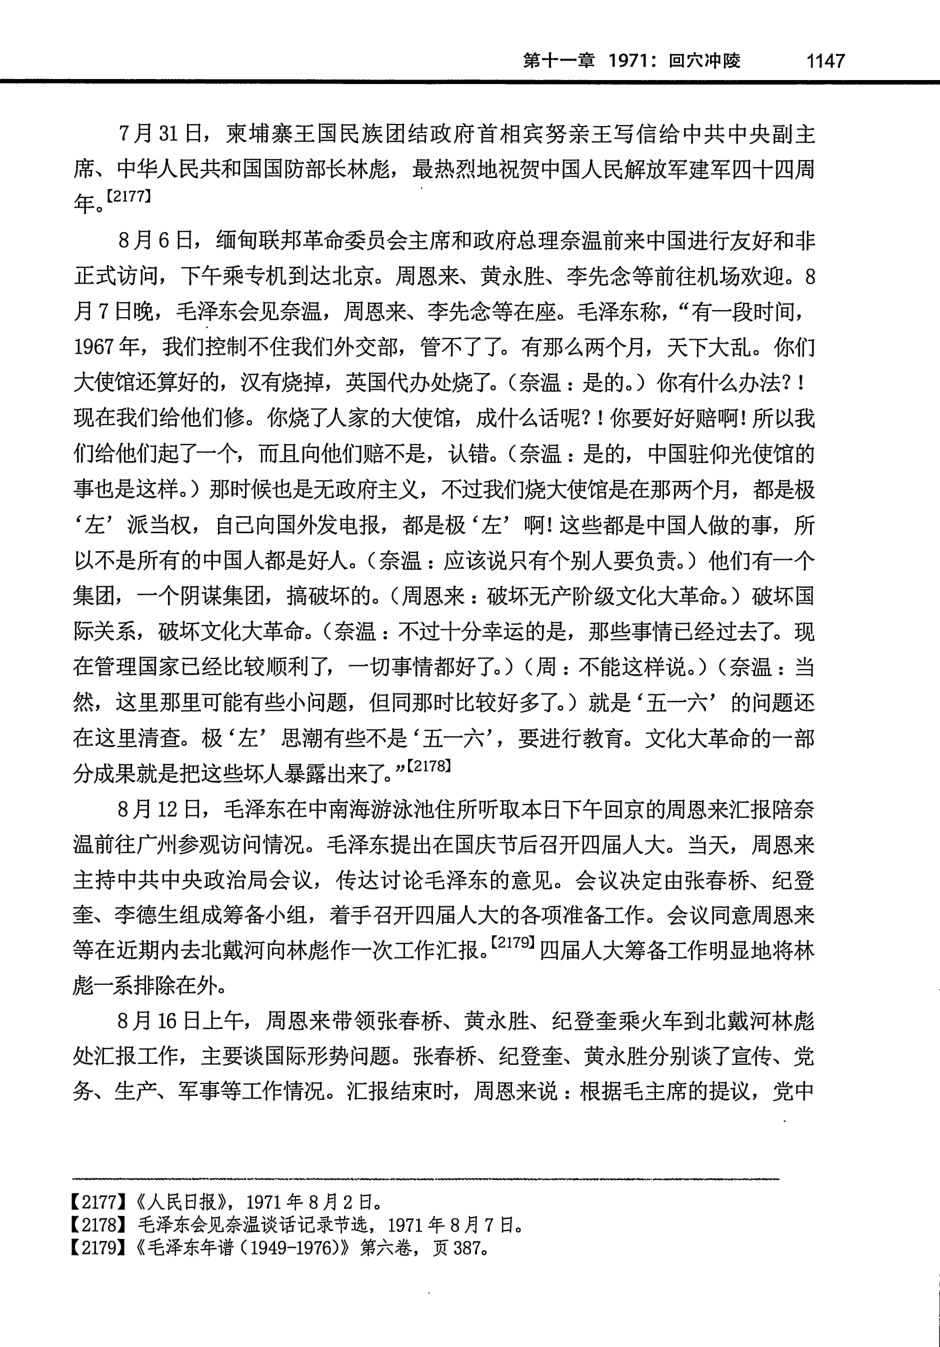 第十一章 1971：回穴冲陵 1147
7月31日，柬埔寨王国民族团结政府首相宾努亲王写信给中共中央副主
席、中华人民共和国国防部长林彪，最热烈地祝贺中国人民解放军建军四十四周
年。【2177】
8月6日，缅甸联邦革命委员会主席和政府总理奈温前来中国进行友好和非
正式访问，下午乘专机到达北京。周恩来、黄永胜、李先念等前往机场欢迎。8
月7日晚，毛泽东会见奈温，周恩来、李先念等在座。毛泽东称，“有一段时间，
1967年，我们控制不住我们外交部，管不了了。有那么两个月，天下大乱。你们
大使馆还算好的，汉有烧掉，英国代办处烧了。（奈温：是的。）你有什么办法？！
现在我们给他们修。你烧了人家的大使馆，成什么话呢？！你要好好赔啊！所以我
们给他们起了一个，而且向他们赔不是，认错。（奈温：是的，中国驻仰光使馆的
事也是这样。）那时候也是无政府主义，不过我们烧大使馆是在那两个月，都是极
‘左’派当权，自己向国外发电报，都是极‘左’啊！这些都是中国人做的事，所
以不是所有的中国人都是好人。（奈温：应该说只有个别人要负责。）他们有一个
集团，一个阴谋集团，搞破坏的。（周恩来：破坏无产阶级文化大革命。）破坏国
际关系，破坏文化大革命。（奈温：不过十分幸运的是，那些事情已经过去了。现
在管理国家已经比较顺利了，一切事情都好了。）（周：不能这样说。）（奈温：当
然，这里那里可能有些小问题，但同那时比较好多了。）就是‘五一六’的问题还
在这里清查。极‘左’思潮有些不是‘五一六’，要进行教育。文化大革命的一部
分成果就是把这些坏人暴露出来了。”【2178】
8月12日，毛泽东在中南海游泳池住所听取本日下午回京的周恩来汇报陪奈
温前往广州参观访问情况。毛泽东提出在国庆节后召开四届人大。当天，周恩来
主持中共中央政治局会议，传达讨论毛泽东的意见。会议决定由张春桥、纪登
奎、李德生组成筹备小组，着手召开四届人大的各项准备工作。会议同意周恩来
等在近期内去北戴河向林彪作一次工作汇报。【2179】四届人大筹备工作明显地将林
彪一系排除在外。
8月16日上午，周恩来带领张春桥、黄永胜、纪登奎乘火车到北戴河林彪
处汇报工作，主要谈国际形势问题。张春桥、纪登奎、黄永胜分别谈了宣传、党
务、生产、军事等工作情况。汇报结束时，周恩来说：根据毛主席的提议，党中
【2177】《人民日报》，1971年8月2日。
【2178】毛泽东会见奈温谈话记录节选，1971年8月7日。
【2179】《毛泽东年谱（1949-1976）》第六卷，页387。